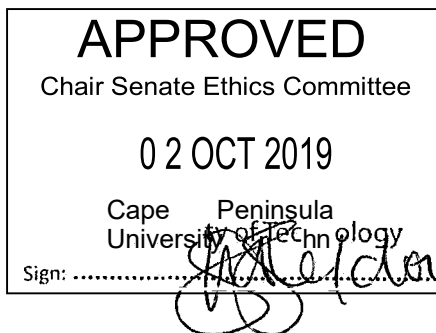 APPROVED
Chair Senate Ethics Committee
0 2 OCT 2019
Cape Peninsula
University of Technology
Sign: